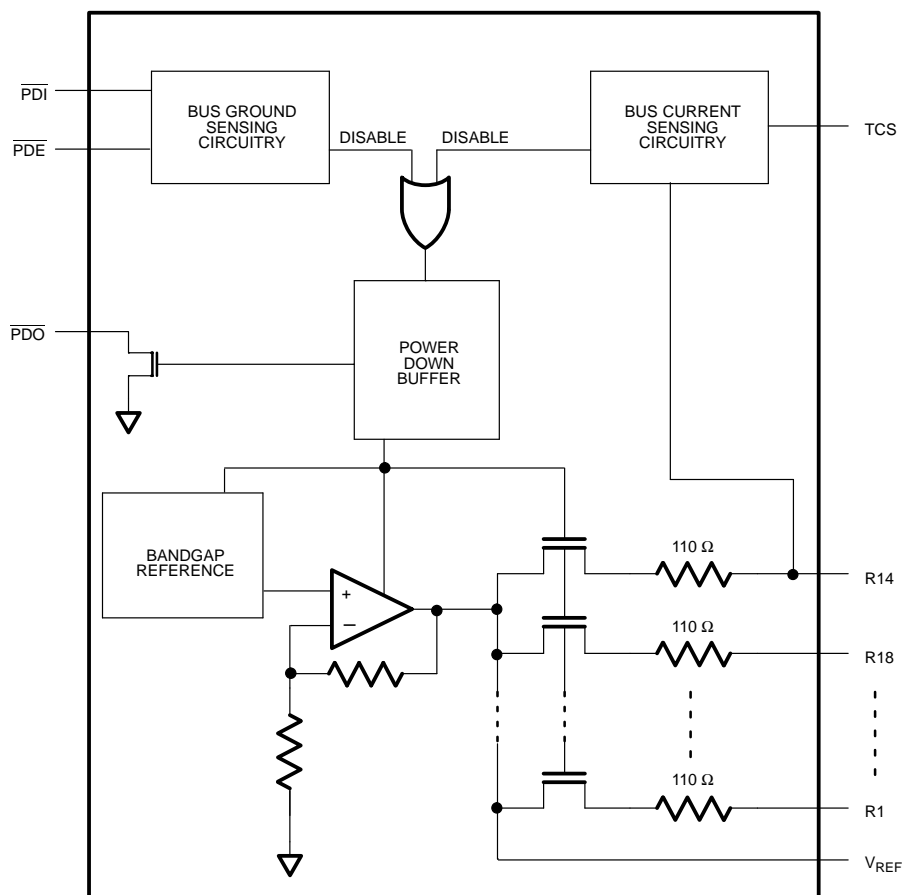 PDI
BUS GROUND
SENSING
CIRCUITRY
BUS CURRENT
SENSING
CIRCUITRY
TCS
PDE
DISABLE
DISABLE
PDO
POWER
DOWN
BUFFER
BANDGAP
REFERENCE
+
−
110 Ω
R14
110 Ω
R18
110 Ω
R1
VREF